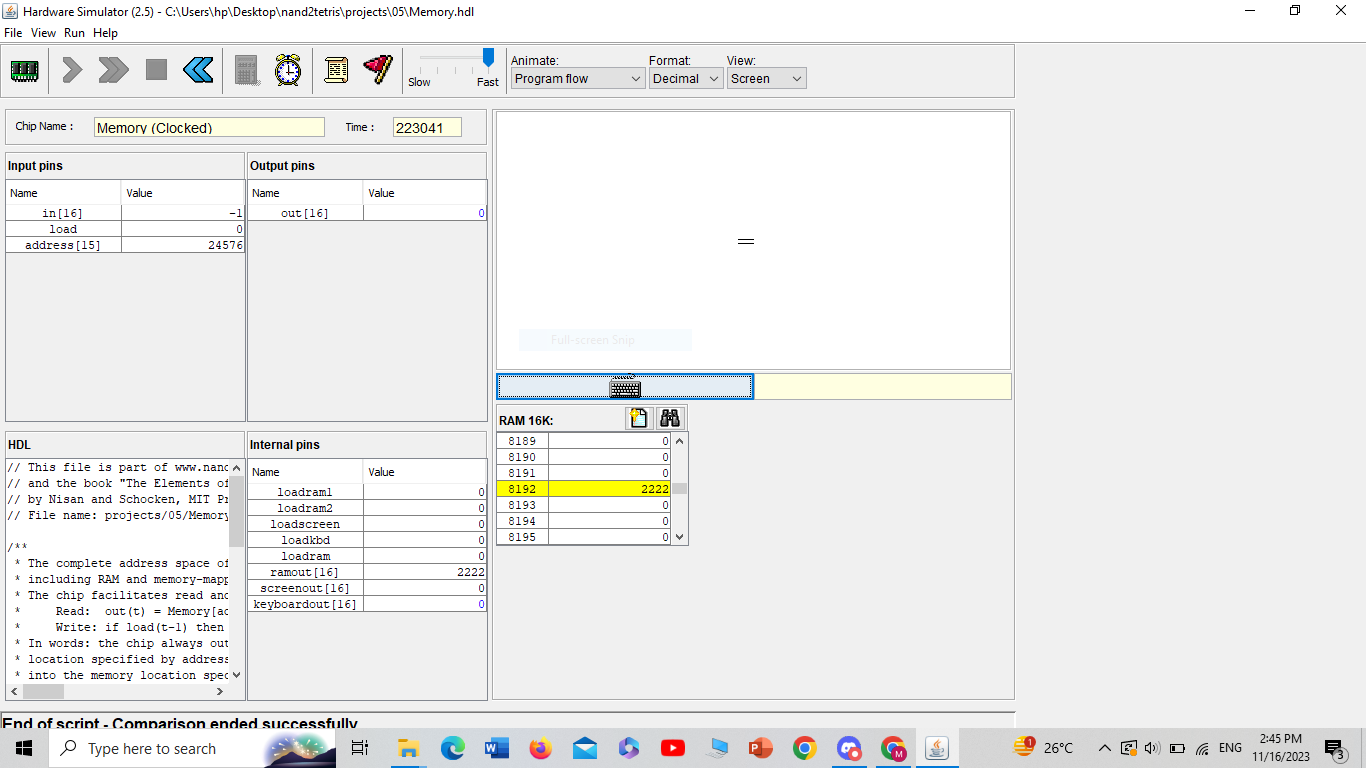 Hardware Simulator (2.5) - C:\Users\hp\Desktop\nand2tetris\projects\05\Memory.hdl
File View Run Help
Slow Fast
Animate: Format: View:
Program flow Decimal Screen
Chip Name : Memory (Clocked) Time : 223041
Input pins
Name Value
in[16] -1
load 0
address[15] 24576
Output pins
Name Value
out[16] 0
Full-screen Snip
HDL
// This file is part of www.nand
// and the book "The Elements of
// by Nisan and Schocken, MIT Pr
// File name: projects/05/Memory
/**
* The complete address space of
* including RAM and memory-mapp
* The chip facilitates read and
* Read: out(t) = Memory[ad
* Write: if load(t-1) then
* In words: the chip always out
* location specified by address
* into the memory location spec
Internal pins
Name Value
loadram1 0
loadram2 0
loadscreen 0
loadkbd 0
loadram 0
ramout[16] 2222
screenout[16] 0
keyboardout[16] 0
RAM 16K:
8189 0
8190 0
8191 0
8192 2222
8193 0
8194 0
8195 0
End of script - Comparison ended successfully
Type here to search
26°C
ENG
2:45 PM
11/16/2023
3